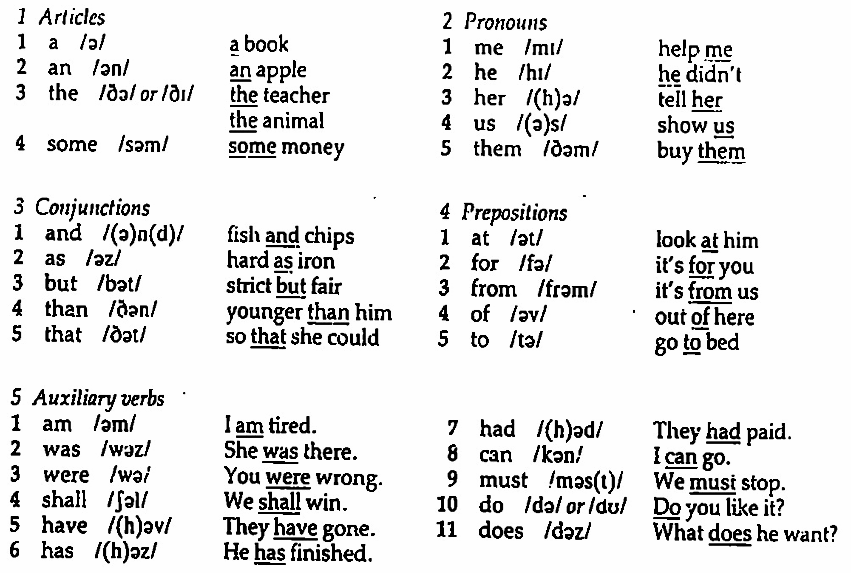 1 Articles
1 a /ə/ a book
2 an /ən/ an apple
3 the /ðə/ or /ðɪ/ the teacher
the animal
4 some /səm/ some money
2 Pronouns
1 me /mɪ/ help me
2 he /hɪ/ he didn't
3 her /(h)ə/ tell her
4 us /(ə)s/ show us
5 them /ðəm/ buy them
3 Conjunctions
1 and /(ə)n(d)/ fish and chips
2 as /əz/ hard as iron
3 but /bət/ strict but fair
4 than /ðən/ younger than him
5 that /ðət/ so that she could
4 Prepositions
1 at /ət/ look at him
2 for /fə/ it's for you
3 from /frəm/ it's from us
4 of /əv/ out of here
5 to /tə/ go to bed
5 Auxiliary verbs
1 am /əm/ I am tired.
2 was /wəz/ She was there.
3 were /wə/ You were wrong.
4 shall /ʃəl/ We shall win.
5 have /(h)əv/ They have gone.
6 has /(h)əz/ He has finished.
7 had /(h)əd/ They had paid.
8 can /kən/ I can go.
9 must /məs(t)/ We must stop.
10 do /də/ or /dʊ/ Do you like it?
11 does /dəz/ What does he want?